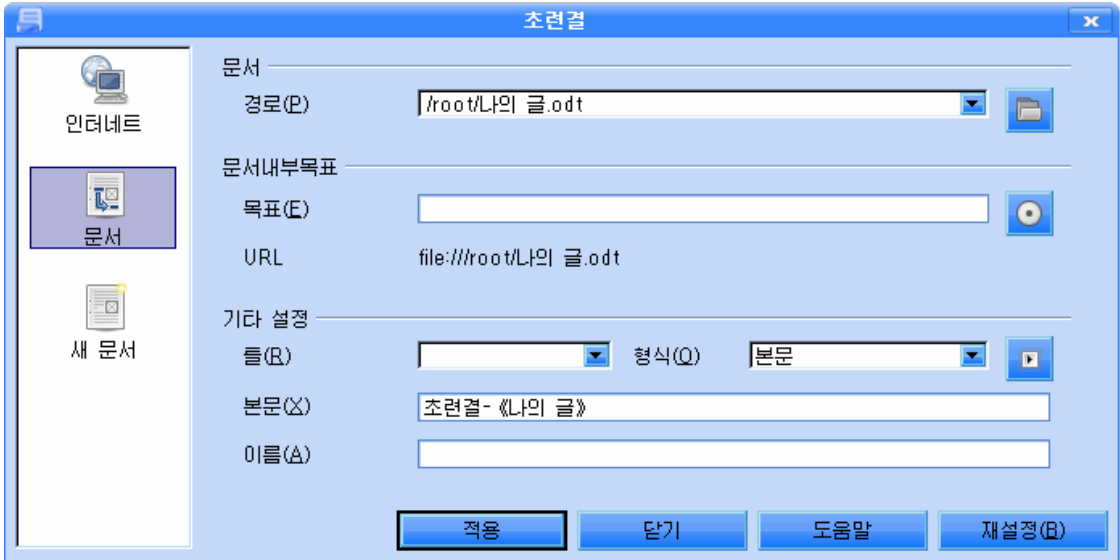 초련결
인터네트
문서
새 문서
문서
경로(P)
/root/나의 글.odt
문서내부목표
목표(E)
URL
file:///root/나의 글.odt
기타 설정
틀(R)
형식(O)
본문
본문(X)
초련결- 《나의 글》
이름(A)
적용
닫기
도움말
재설정(B)